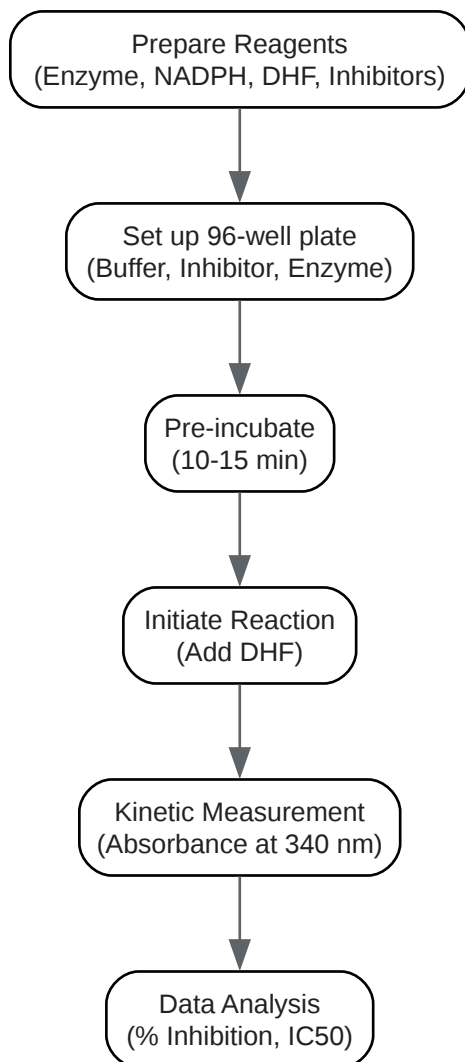 Prepare Reagents
(Enzyme, NADPH, DHF, Inhibitors)
Set up 96-well plate
(Buffer, Inhibitor, Enzyme)
Pre-incubate
(10-15 min)
Initiate Reaction
(Add DHF)
Kinetic Measurement
(Absorbance at 340 nm)
Data Analysis
(% Inhibition, IC50)